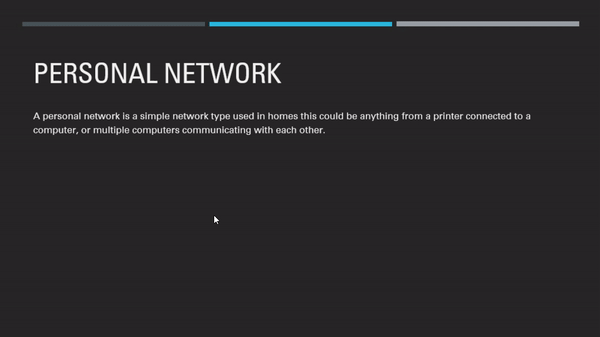 PERSONAL NETWORK
A personal network is a simple network type used in homes this could be anything from a printer connected to a
computer, or multiple computers communicating with each other.